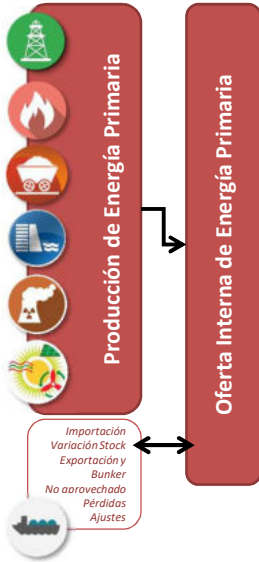 Producción de Energía Primaria
Oferta Interna de Energía Primaria
Importación
Variación Stock
Exportación y
Bunker
No aprovechado
Pérdidas
Ajustes